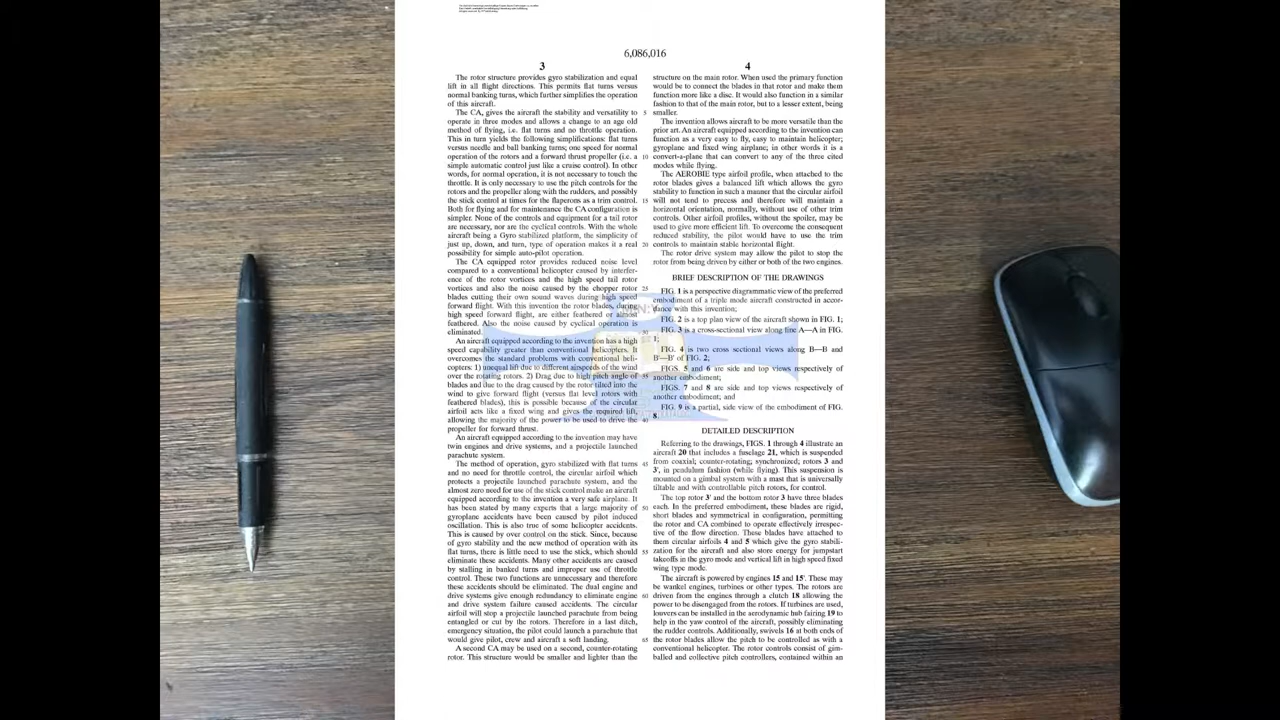 6,086,016
3
The rotor structure provides gyro stabilization and equal
lift in all flight directions. This permits flat turns versus
normal banking turns, which further simplifies the operation
of this aircraft.
The CA, gives the aircraft the stability and versatility to
operate in three modes and allows a change to an age old
method of flying, i.e. flat turns and no throttle operation.
This in turn yields the following simplifications: flat turns
versus needle and ball banking turns; one speed for normal
operation of the rotors and a forward thrust propeller (i.e. a
simple automatic control just like a cruise control). In other
words, for normal operation, it is not necessary to touch the
throttle. It is only necessary to use the pitch controls for the
rotors and the propeller along with the rudders, and possibly
the stick control at times for the flaperons as a trim control.
Both for flying and for maintenance the CA configuration is
simpler. None of the controls and equipment for a tail rotor
are necessary, nor are the cyclical controls. With the whole
aircraft being a Gyro stabilized platform, the simplicity of
just up, down, and turn, type of operation makes it a real
possibility for simple auto-pilot operation.
The CA equipped rotor provides reduced noise level
compared to a conventional helicopter caused by interfer-
ence of the rotor vortices and the high speed tail rotor
vortices and also the noise caused by the chopper rotor
blades cutting their own sound waves during high speed
forward flight. With this invention the rotor blades, during
high speed forward flight, are either feathered or almost
feathered. Also the noise caused by cyclical operation is
eliminated.
An aircraft equipped according to the invention has a high
speed capability greater than conventional helicopters. It
overcomes the standard problems with conventional heli-
copters: 1) unequal lift due to different airspeeds of the wind
over the rotating rotors. 2) Drag due to high pitch angle of
blades and due to the drag caused by the rotor tilted into the
wind to give forward flight (versus flat level rotors with
feathered blades), this is possible because of the circular
airfoil acts like a fixed wing and gives the required lift,
allowing the majority of the power to be used to drive the
propeller for forward thrust.
An aircraft equipped according to the invention may have
twin engines and drive systems, and a projectile launched
parachute system.
The method of operation, gyro stabilized with flat turns
and no need for throttle control, the circular airfoil which
protects a projectile launched parachute system, and the
almost zero need for use of the stick control make an aircraft
equipped according to the invention a very safe airplane. It
has been stated by many experts that a large majority of
gyroplane accidents have been caused by pilot induced
oscillation. This is also true of some helicopter accidents.
This is caused by over control on the stick. Since, because
of gyro stability and the new method of operation with its
flat turns, there is little need to use the stick, which should
eliminate these accidents. Many other accidents are caused
by stalling in banked turns and improper use of throttle
control. These two functions are unnecessary and therefore
these accidents should be eliminated. The dual engine and
drive systems give enough redundancy to eliminate engine
and drive system failure caused accidents. The circular
airfoil will stop a projectile launched parachute from being
entangled or cut by the rotors. Therefore in a last ditch,
emergency situation, the pilot could launch a parachute that
would give pilot, crew and aircraft a soft landing.
A second CA may be used on a second, counter-rotating
rotor. This structure would be smaller and lighter than the
5
10
15
20
25
30
35
40
45
50
55
60
65
4
structure on the main rotor. When used the primary function
would be to connect the blades in that rotor and make them
function more like a disc. It would also function in a similar
fashion to that of the main rotor, but to a lesser extent, being
smaller.
The invention allows aircraft to be more versatile than the
prior art. An aircraft equipped according to the invention can
function as a very easy to fly, easy to maintain helicopter;
gyroplane and fixed wing airplane; in other words it is a
convert-a-plane that can convert to any of the three cited
modes while flying.
The AEROBIE type airfoil profile, when attached to the
rotor blades gives a balanced lift which allows the gyro
stability to function in such a manner that the circular airfoil
will not tend to precess and therefore will maintain a
horizontal orientation, normally, without use of other trim
controls. Other airfoil profiles, without the spoiler, may be
used to give more efficient lift. To overcome the consequent
reduced stability, the pilot would have to use the trim
controls to maintain stable horizontal flight.
The rotor drive system may allow the pilot to stop the
rotor from being driven by either or both of the two engines.
BRIEF DESCRIPTION OF THE DRAWINGS
FIG. 1 is a perspective diagrammatic view of the preferred
embodiment of a triple mode aircraft constructed in accor-
dance with this invention;
FIG. 2 is a top plan view of the aircraft shown in FIG. 1;
FIG. 3 is a cross-sectional view along line A—A in FIG.
1;
FIG. 4 is two cross sectional views along B—B and
B'—B' of FIG. 2;
FIGS. 5 and 6 are side and top views respectively of
another embodiment;
FIGS. 7 and 8 are side and top views respectively of
another embodiment; and
FIG. 9 is a partial, side view of the embodiment of FIG.
8.
DETAILED DESCRIPTION
Referring to the drawings, FIGS. 1 through 4 illustrate an
aircraft 20 that includes a fuselage 21, which is suspended
from coaxial; counter-rotating; synchronized; rotors 3 and
3', in pendulum fashion (while flying). This suspension is
mounted on a gimbal system with a mast that is universally
tiltable and with controllable pitch rotors, for control.
The top rotor 3' and the bottom rotor 3 have three blades
each. In the preferred embodiment, these blades are rigid,
short blades and symmetrical in configuration, permitting
the rotor and CA combined to operate effectively irrespec-
tive of the flow direction. These blades have attached to
them circular airfoils 4 and 5 which give the gyro stabili-
zation for the aircraft and also store energy for jumpstart
takeoffs in the gyro mode and vertical lift in high speed fixed
wing type mode.
The aircraft is powered by engines 15 and 15'. These may
be wankel engines, turbines or other types. The rotors are
driven from the engines through a clutch 18 allowing the
power to be disengaged from the rotors. If turbines are used,
louvers can be installed in the aerodynamic hub fairing 19 to
help in the yaw control of the aircraft, possibly eliminating
the rudder controls. Additionally, swivels 16 at both ends of
the rotor blades allow the pitch to be controlled as with a
conventional helicopter. The rotor controls consist of gim-
balled and collective pitch controllers, contained within an